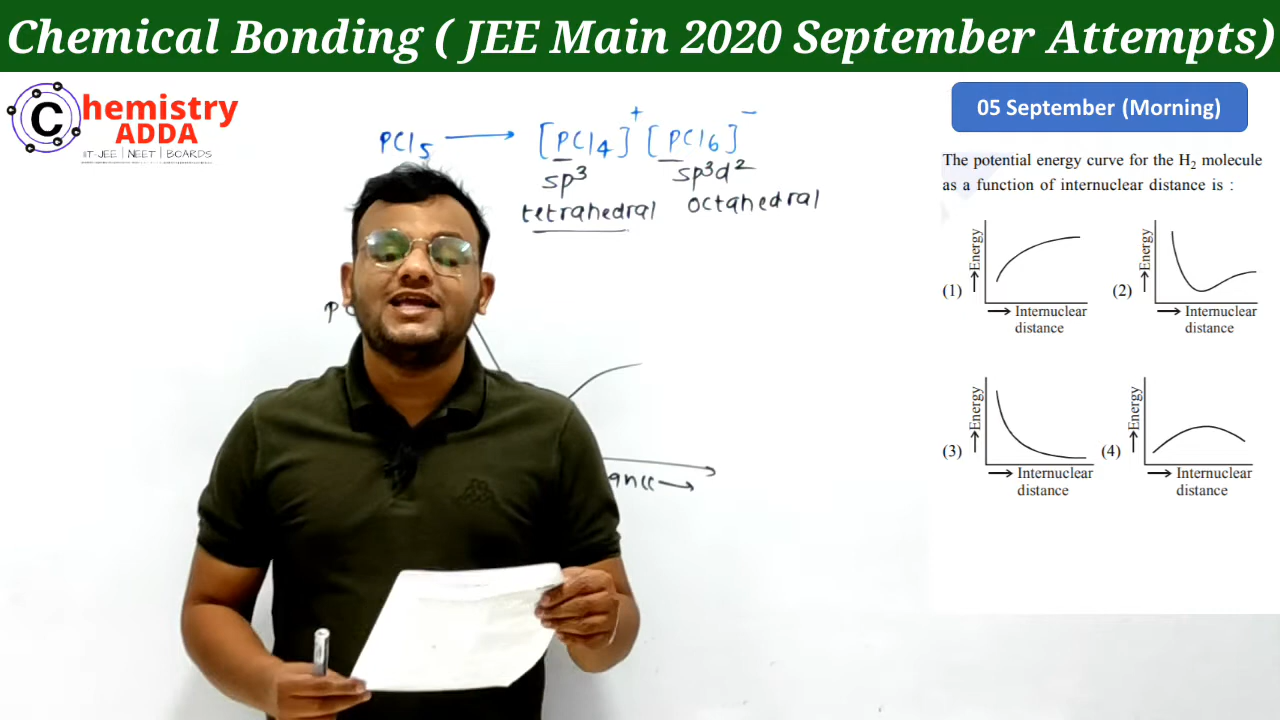 Chemical Bonding ( JEE Main 2020 September Attempts)
Chemistry
ADDA
IIT-JEE | NEET | BOARDS
PCl5 → [PCl4]+ [PCl6]−
sp3 sp3d2
tetrahedral octahedral
05 September (Morning)
The potential energy curve for the H2 molecule
as a function of internuclear distance is :
(1) Energy
Internuclear
distance
(2) Energy
Internuclear
distance
(3) Energy
Internuclear
distance
(4) Energy
Internuclear
distance